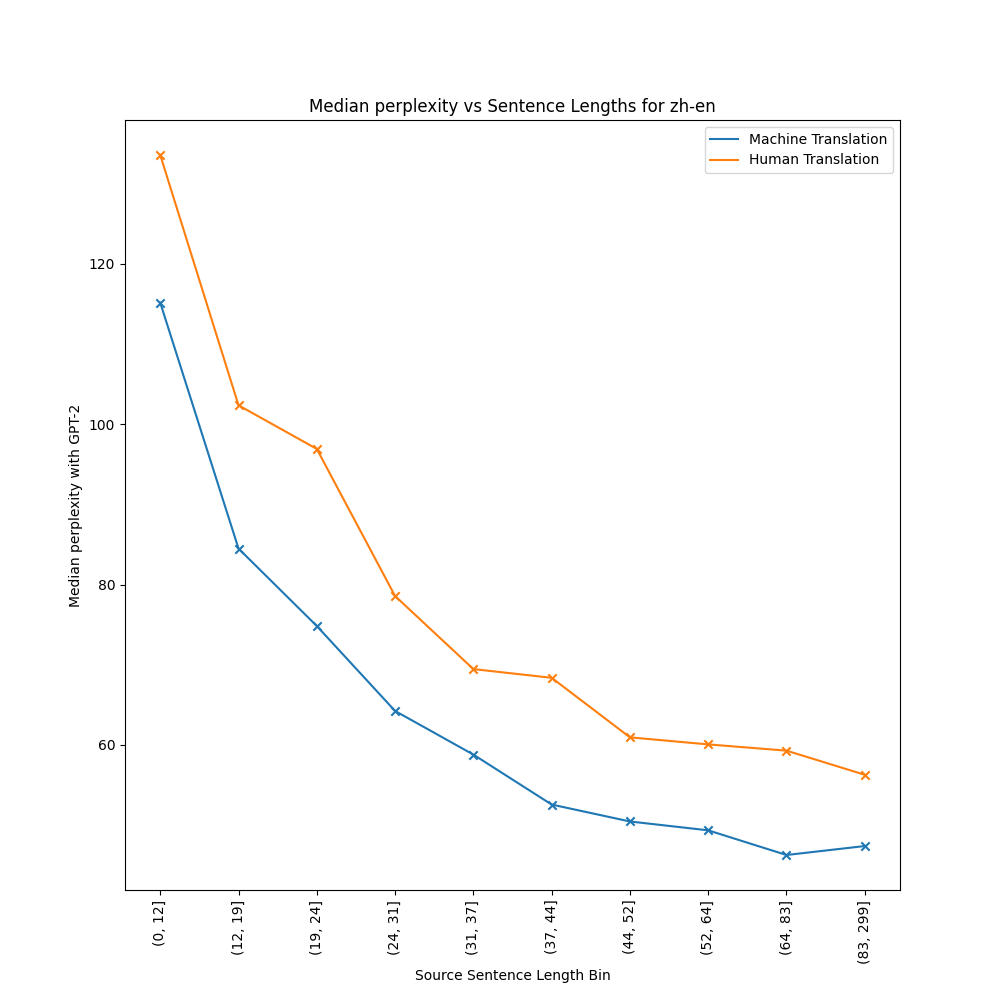 Median perplexity vs Sentence Lengths for zh-en
Machine Translation
Human Translation
120
100
80
60
Median perplexity with GPT-2
(0, 12]
(12, 19]
(19, 24]
(24, 31]
(31, 37]
(37, 44]
(44, 52]
(52, 64]
(64, 83]
(83, 299]
Source Sentence Length Bin